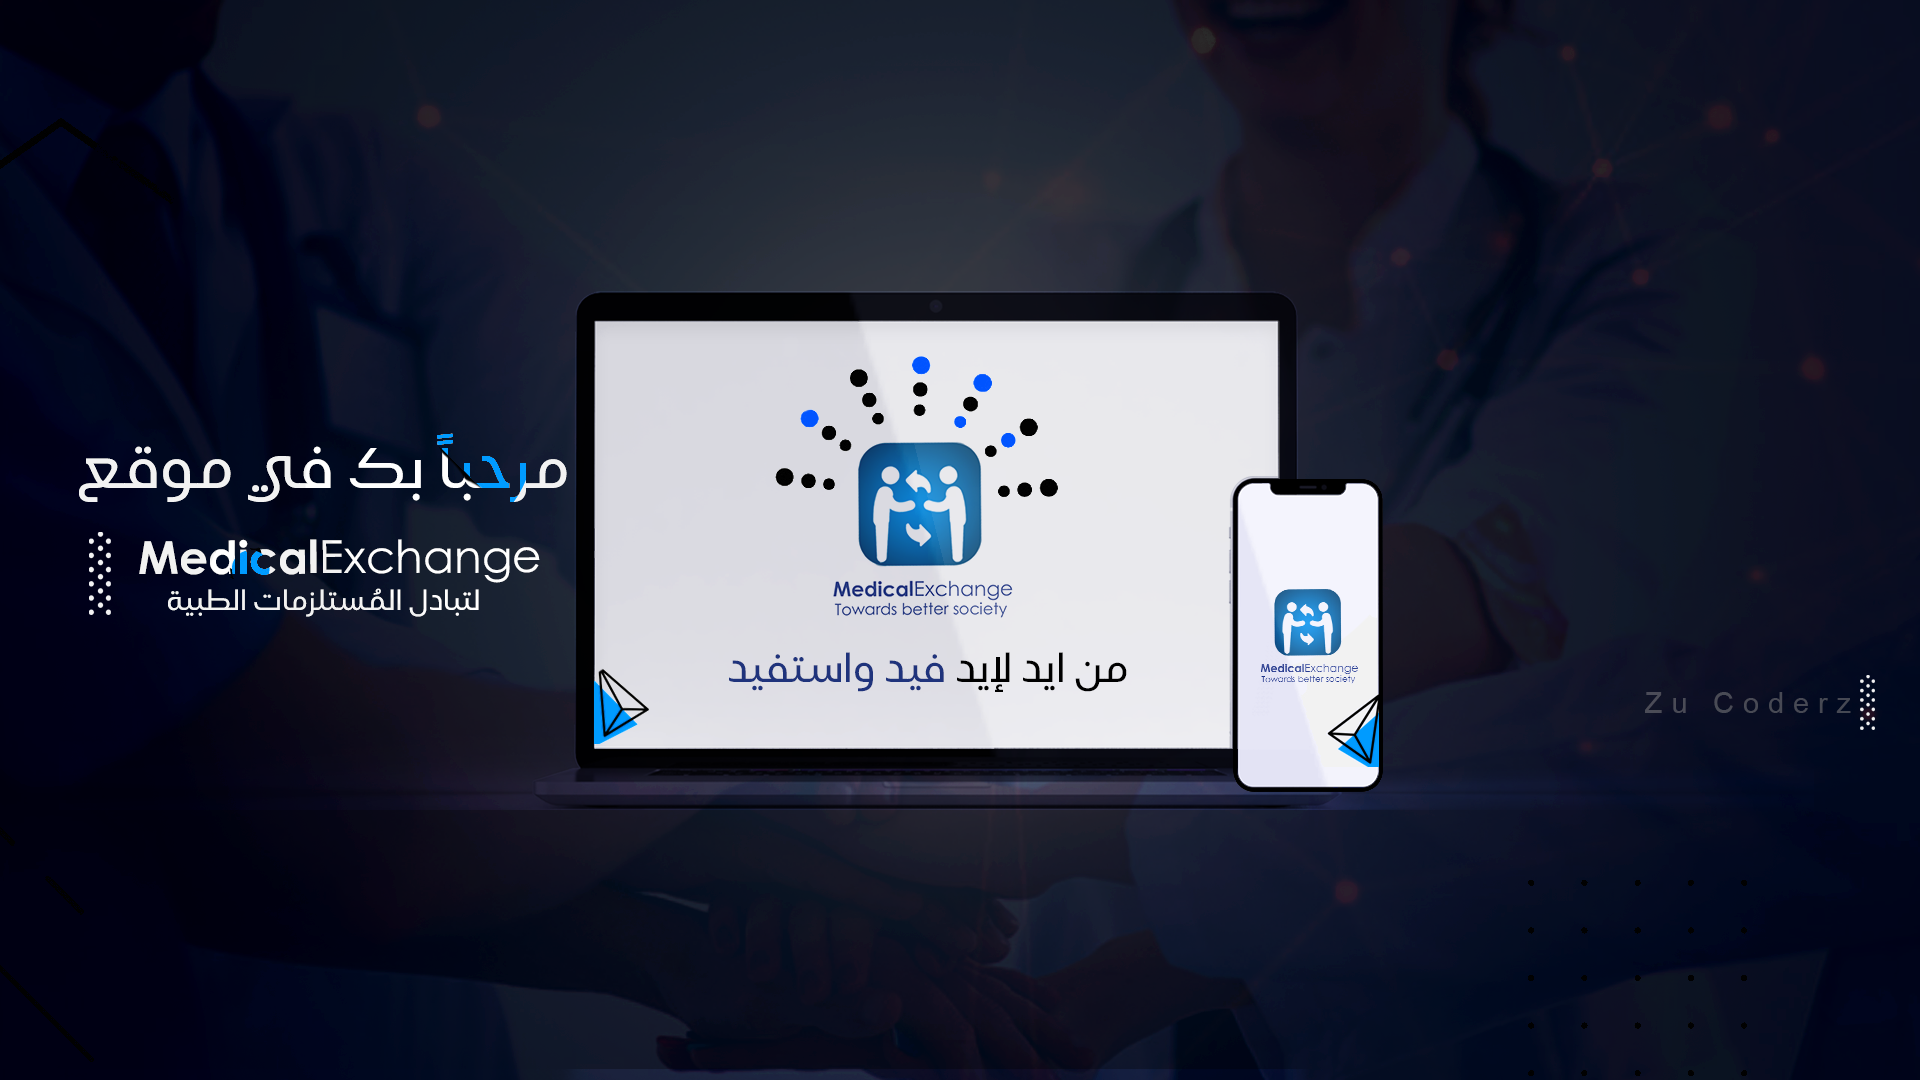 مرحباً بك في موقع
MedicalExchange
لتبادل المُستلزمات الطبية
MedicalExchange
Towards better society
من ايد لإيد فيد واستفيد
MedicalExchange
Towards better society
Zu Coderz